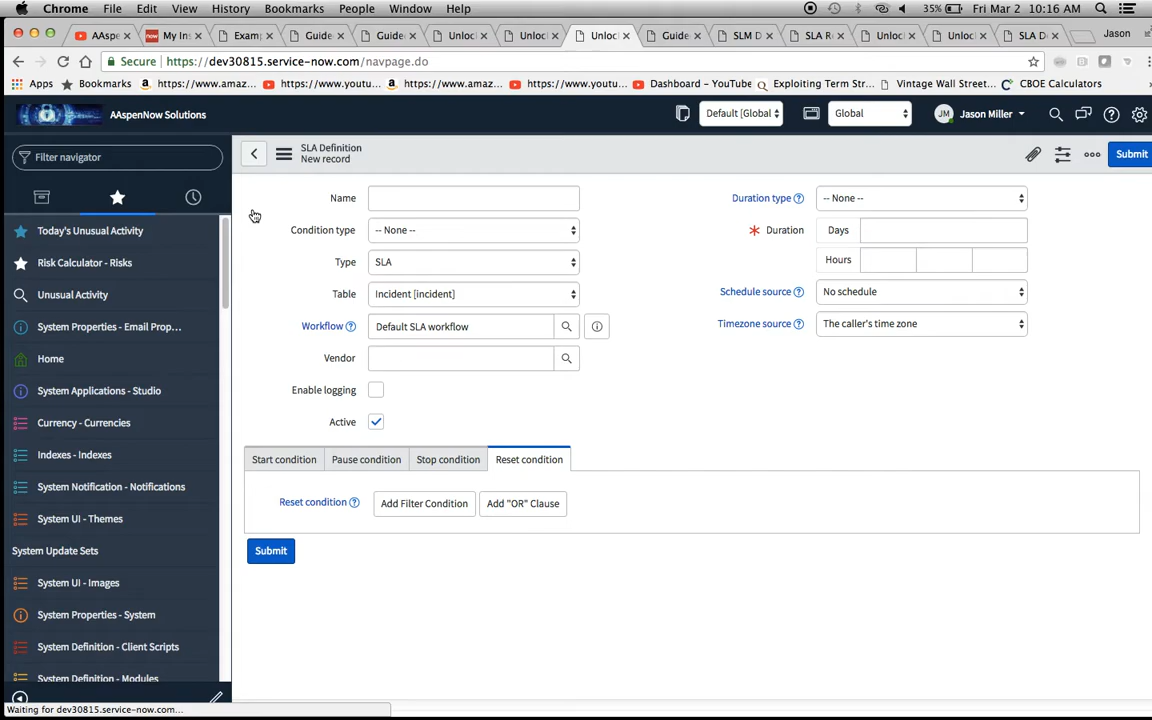 Chrome File Edit View History Bookmarks People Window Help 35% Fri Mar 2 10:16 AM
AAspe My Ins Examp Guide Guide Unloc Unloc Unloc Guide SLM D SLA R Unloc Unloc SLA D Jason
Secure https://dev30815.service-now.com/navpage.do
Apps Bookmarks https://www.amaz... https://www.youtu... https://www.amaz... https://www.youtu... Dashboard – YouTube Exploiting Term Str... Vintage Wall Street... CBOE Calculators
AAspenNow Solutions Default [Global Global JM Jason Miller
Filter navigator
SLA Definition
New record
Submit
Today's Unusual Activity
Risk Calculator - Risks
Unusual Activity
System Properties - Email Prop...
Home
System Applications - Studio
Currency - Currencies
Indexes - Indexes
System Notification - Notifications
System UI - Themes
System Update Sets
System UI - Images
System Properties - System
System Definition - Client Scripts
System Definition - Modules
Name
Condition type -- None --
Type SLA
Table Incident [incident]
Workflow Default SLA workflow
Vendor
Enable logging
Active
Duration type -- None --
Duration Days
Hours
Schedule source No schedule
Timezone source The caller's time zone
Start condition Pause condition Stop condition Reset condition
Reset condition Add Filter Condition Add "OR" Clause
Submit
Waiting for dev30815.service-now.com...